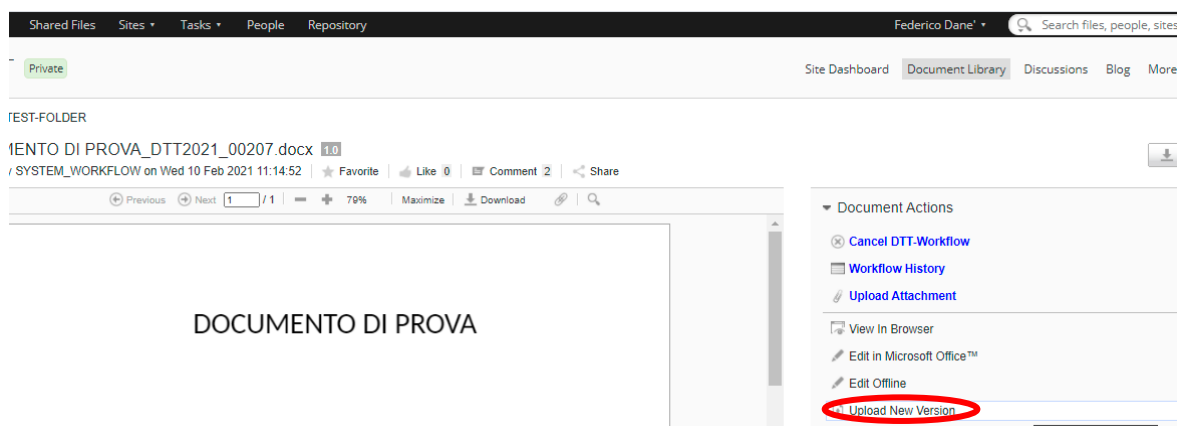 Shared Files Sites Tasks People Repository Federico Dane' Search files, people, sites
Private Site Dashboard Document Library Discussions Blog More
TEST-FOLDER
MENTO DI PROVA_DTT2021_00207.docx 1.0
y SYSTEM_WORKFLOW on Wed 10 Feb 2021 11:14:52 Favorite Like 0 Comment 2 Share
Previous Next 1 / 1 79% Maximize Download
Document Actions
Cancel DTT-Workflow
Workflow History
Upload Attachment
DOCUMENTO DI PROVA
View In Browser
Edit in Microsoft Office™
Edit Offline
Upload New Version